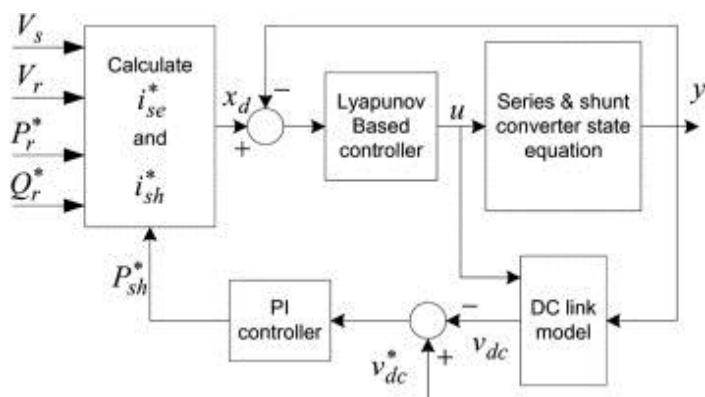 V_s
V_r
P_r^*
Q_r^*
Calculate
i_se^*
and
i_sh^*
x_d
−
+
Lyapunov
Based
controller
u
Series & shunt
converter state
equation
y
P_sh^*
PI
controller
−
+
v_dc^*
v_dc
DC link
model